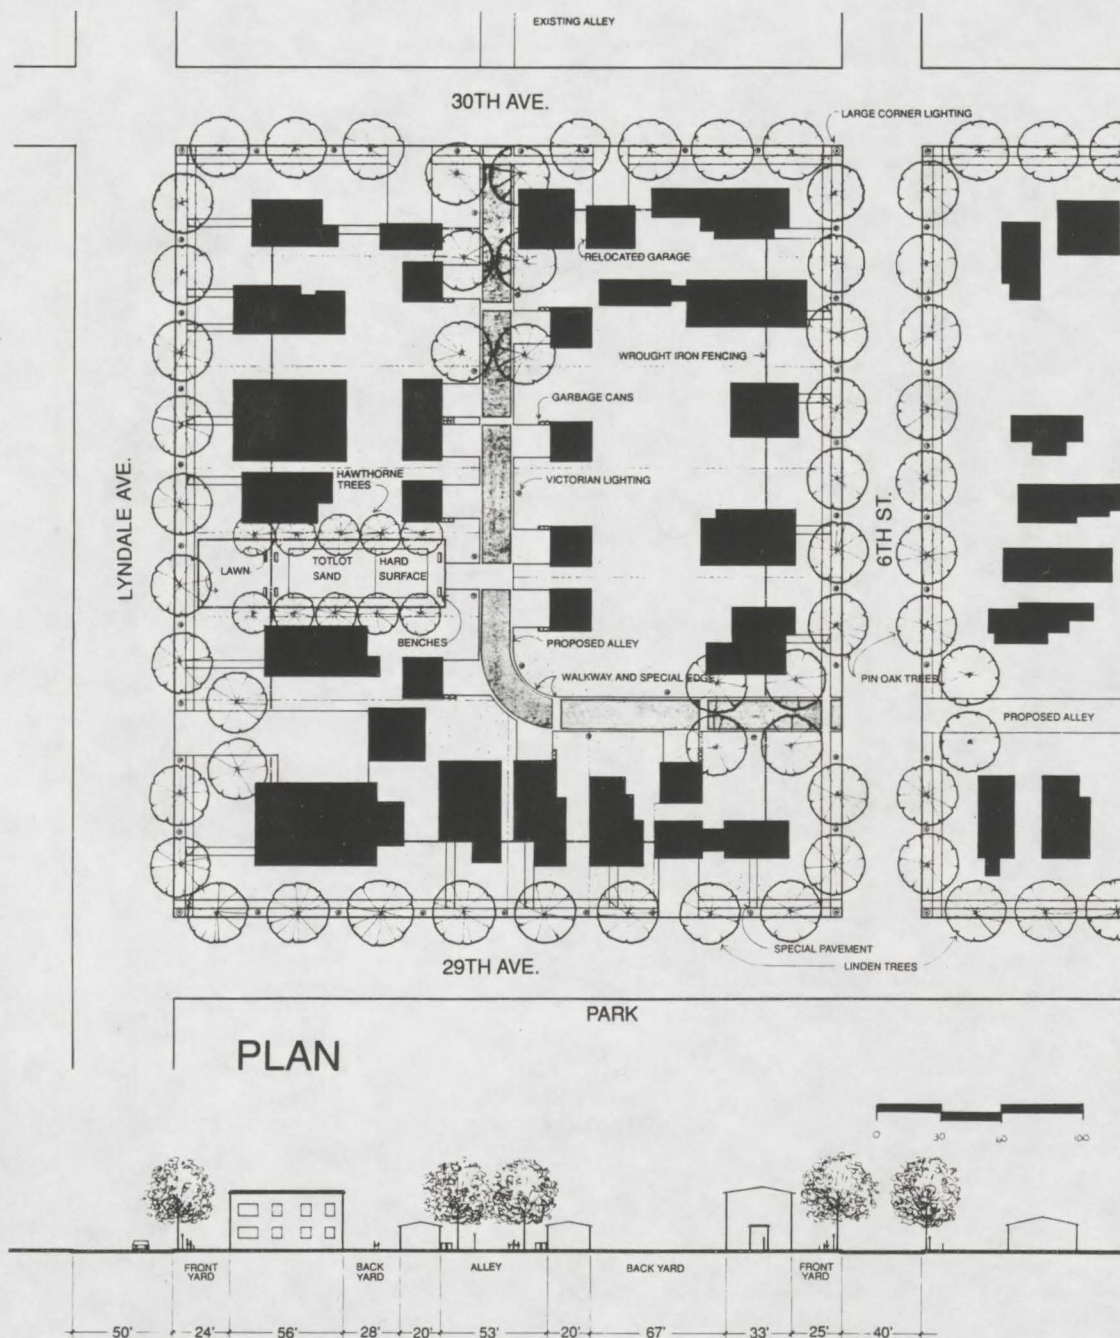 EXISTING ALLEY
30TH AVE.
LARGE CORNER LIGHTING
RELOCATED GARAGE
WROUGHT IRON FENCING
GARBAGE CANS
LYNDALE AVE.
HAWTHORNE
TREES
VICTORIAN LIGHTING
6TH ST.
LAWN
TOTLOT
SAND
HARD
SURFACE
BENCHES
PROPOSED ALLEY
WALKWAY AND SPECIAL EDGE
PIN OAK TREES
PROPOSED ALLEY
SPECIAL PAVEMENT
29TH AVE.
LINDEN TREES
PARK
PLAN
0 30 60 100
FRONT
YARD
BACK
YARD
ALLEY
BACK YARD
FRONT
YARD
50' 24' 56' 28' 20' 53' 20' 67' 33' 25' 40'